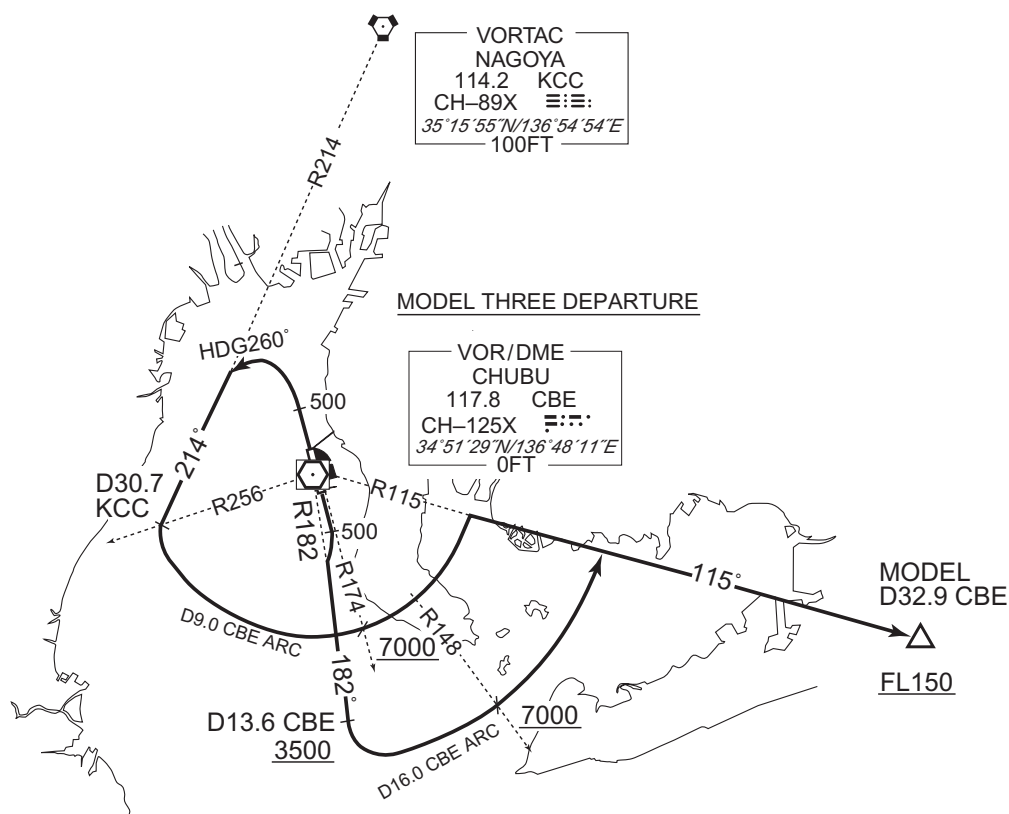 VORTAC
NAGOYA
114.2 KCC
CH–89X
35°15´55˝N/136°54´54˝E
100FT
R214
MODEL THREE DEPARTURE
HDG260°
VOR/DME
CHUBU
117.8 CBE
CH–125X
34°51´29˝N/136°48´11˝E
0FT
500
214°
D30.7
KCC
R256
R115
R182
500
R174
R148
115°
MODEL
D32.9 CBE
FL150
D9.0 CBE ARC
7000
182°
D13.6 CBE
3500
7000
D16.0 CBE ARC